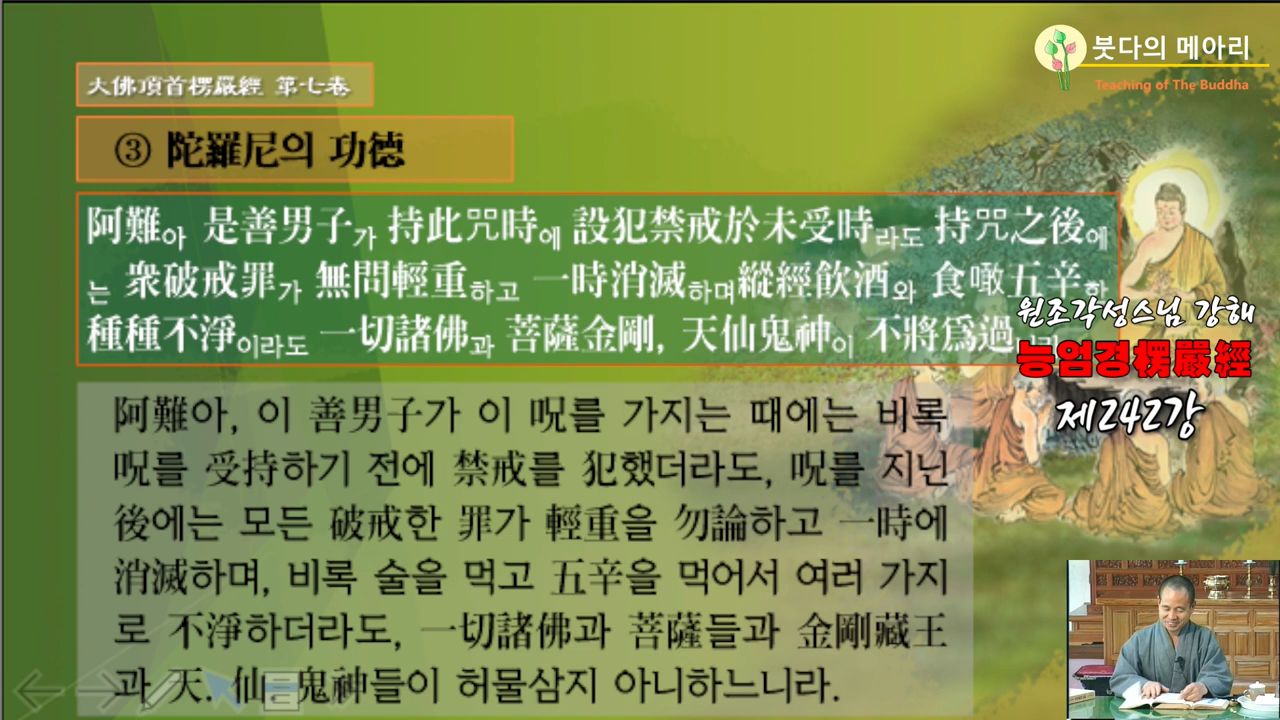 大佛頂首楞嚴經 第七卷
붓다의 메아리
Teaching of The Buddha
③ 陀羅尼의 功德
阿難아 是善男子가 持此咒時에 設犯禁戒於未受時라도 持咒之後에
는 衆破戒罪가 無問輕重하고 一時消滅하며縱經飮酒와 食噉五辛한
種種不淨이라도 一切諸佛과 菩薩金剛, 天仙鬼神이 不將爲過
원조각성스님 강해
능엄경楞嚴經
제242강
阿難아, 이 善男子가 이 呪를 가지는 때에는 비록
呪를 受持하기 전에 禁戒를 犯했더라도, 呪를 지닌
後에는 모든 破戒한 罪가 輕重을 勿論하고 一時에
消滅하며, 비록 술을 먹고 五辛을 먹어서 여러 가지
로 不淨하더라도, 一切諸佛과 菩薩들과 金剛藏王
과 天. 仙. 鬼神들이 허물삼지 아니하느니라.